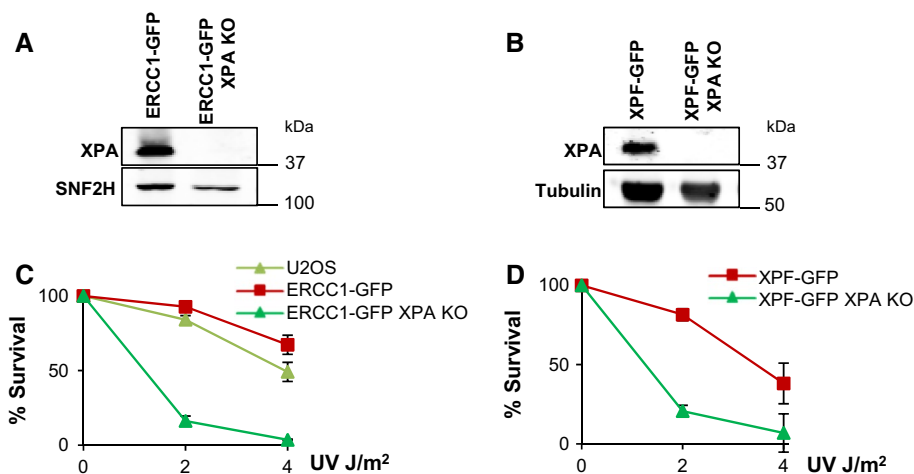 A
ERCC1-GFP
ERCC1-GFP
XPA KO
kDa
XPA
37
SNF2H
100
B
XPF-GFP
XPF-GFP
XPA KO
kDa
XPA
37
Tubulin
50
C
U2OS
ERCC1-GFP
ERCC1-GFP XPA KO
% Survival
100
50
0
0
2
4
UV J/m²
D
XPF-GFP
XPF-GFP XPA KO
% Survival
100
50
0
0
2
4
UV J/m²